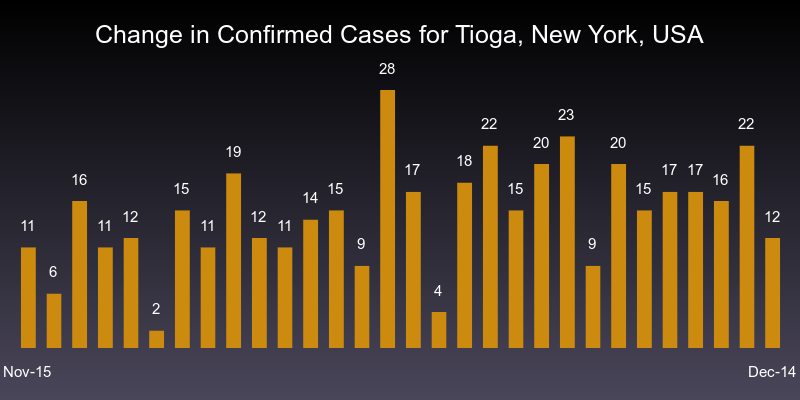 Change in Confirmed Cases for Tioga, New York, USA
11 6 16 11 12 2 15 11 19 12 11 14 15 9 28 17 4 18 22 15 20 23 9 20 15 17 17 16 22 12
Nov-15 Dec-14